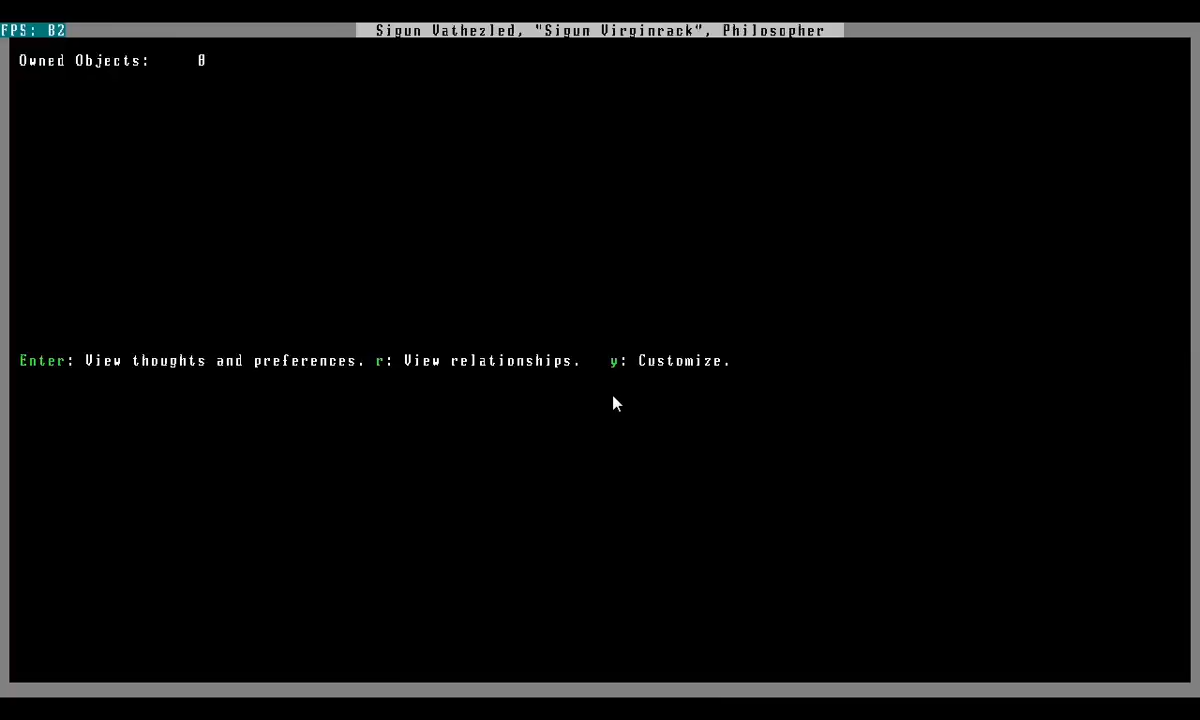 FPS: 82
Sigun Vathezled, "Sigun Virginrack", Philosopher
Owned Objects: 0
Enter: View thoughts and preferences. r: View relationships. y: Customize.